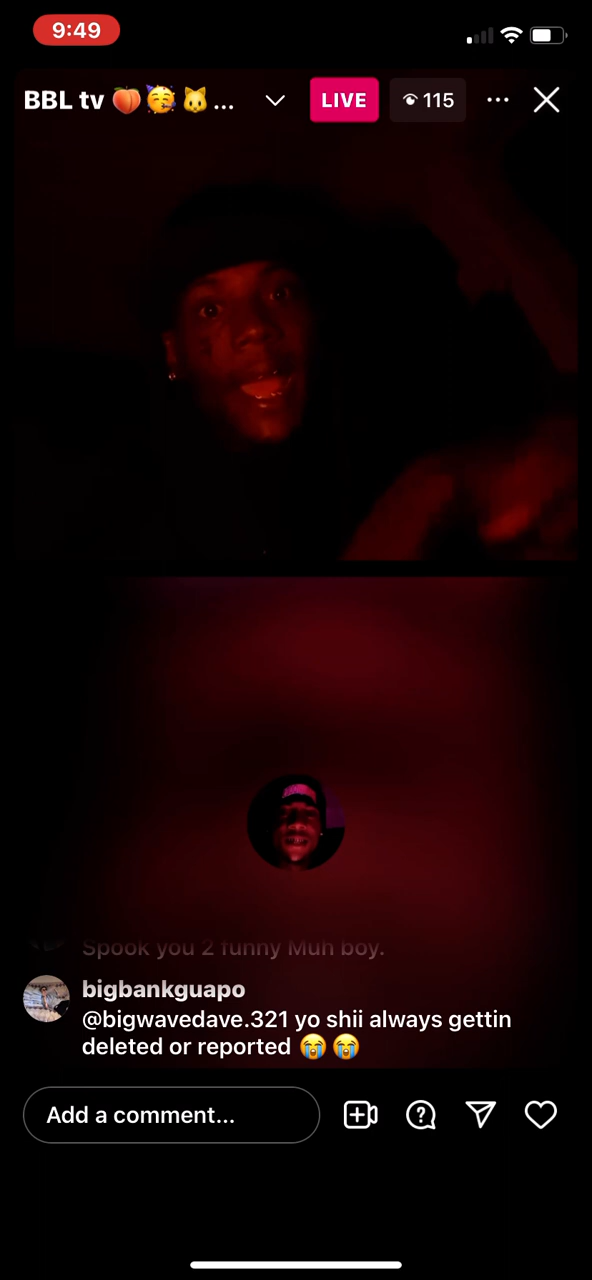 9:49
BBL tv 🍑🥳🐱...
LIVE
115
Spook you 2 funny Muh boy.
bigbankguapo
@bigwavedave.321 yo shii always gettin
deleted or reported 😭😭
Add a comment...